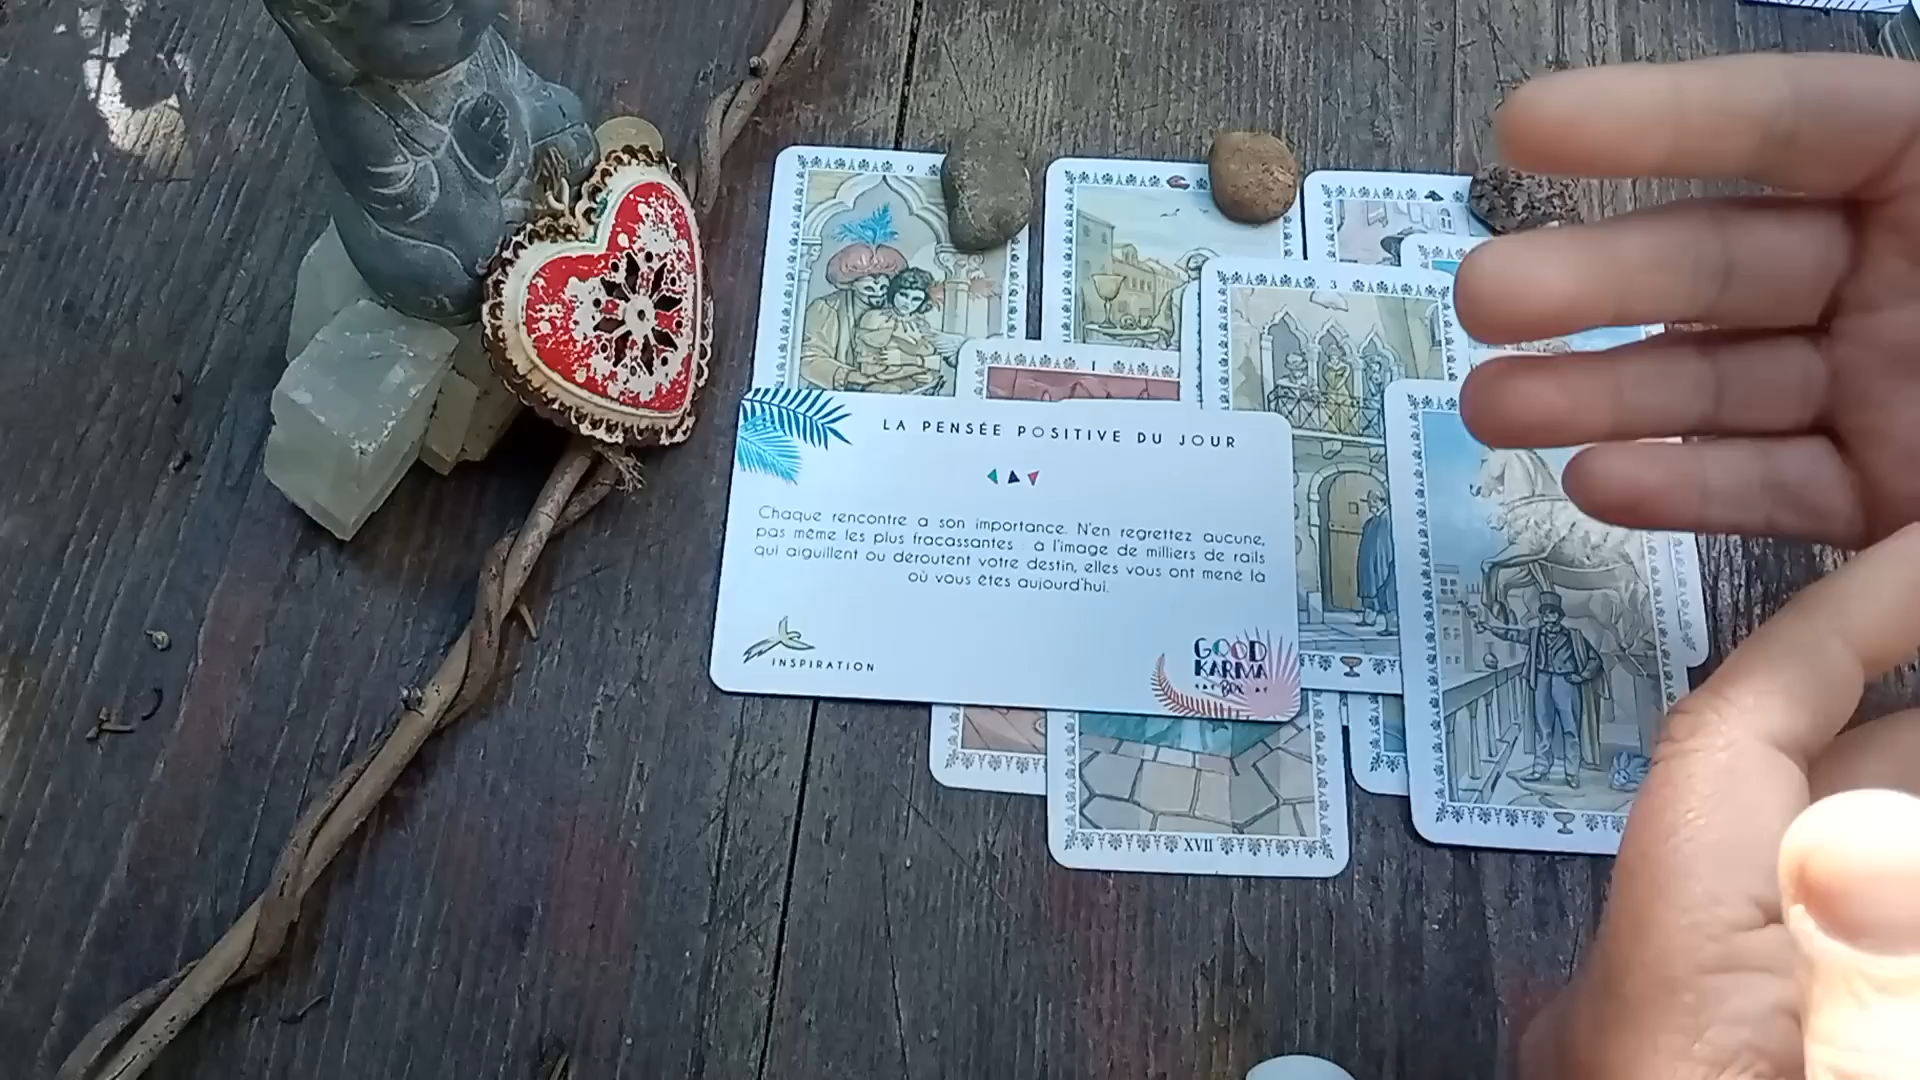 9
3
I
LA PENSÉE POSITIVE DU JOUR
Chaque rencontre a son importance. N'en regrettez aucune,
pas même les plus fracassantes : à l'image de milliers de rails
qui aiguillent ou déroutent votre destin, elles vous ont mené là
où vous êtes aujourd'hui.
INSPIRATION
GOOD
KARMA
BOX
XVII